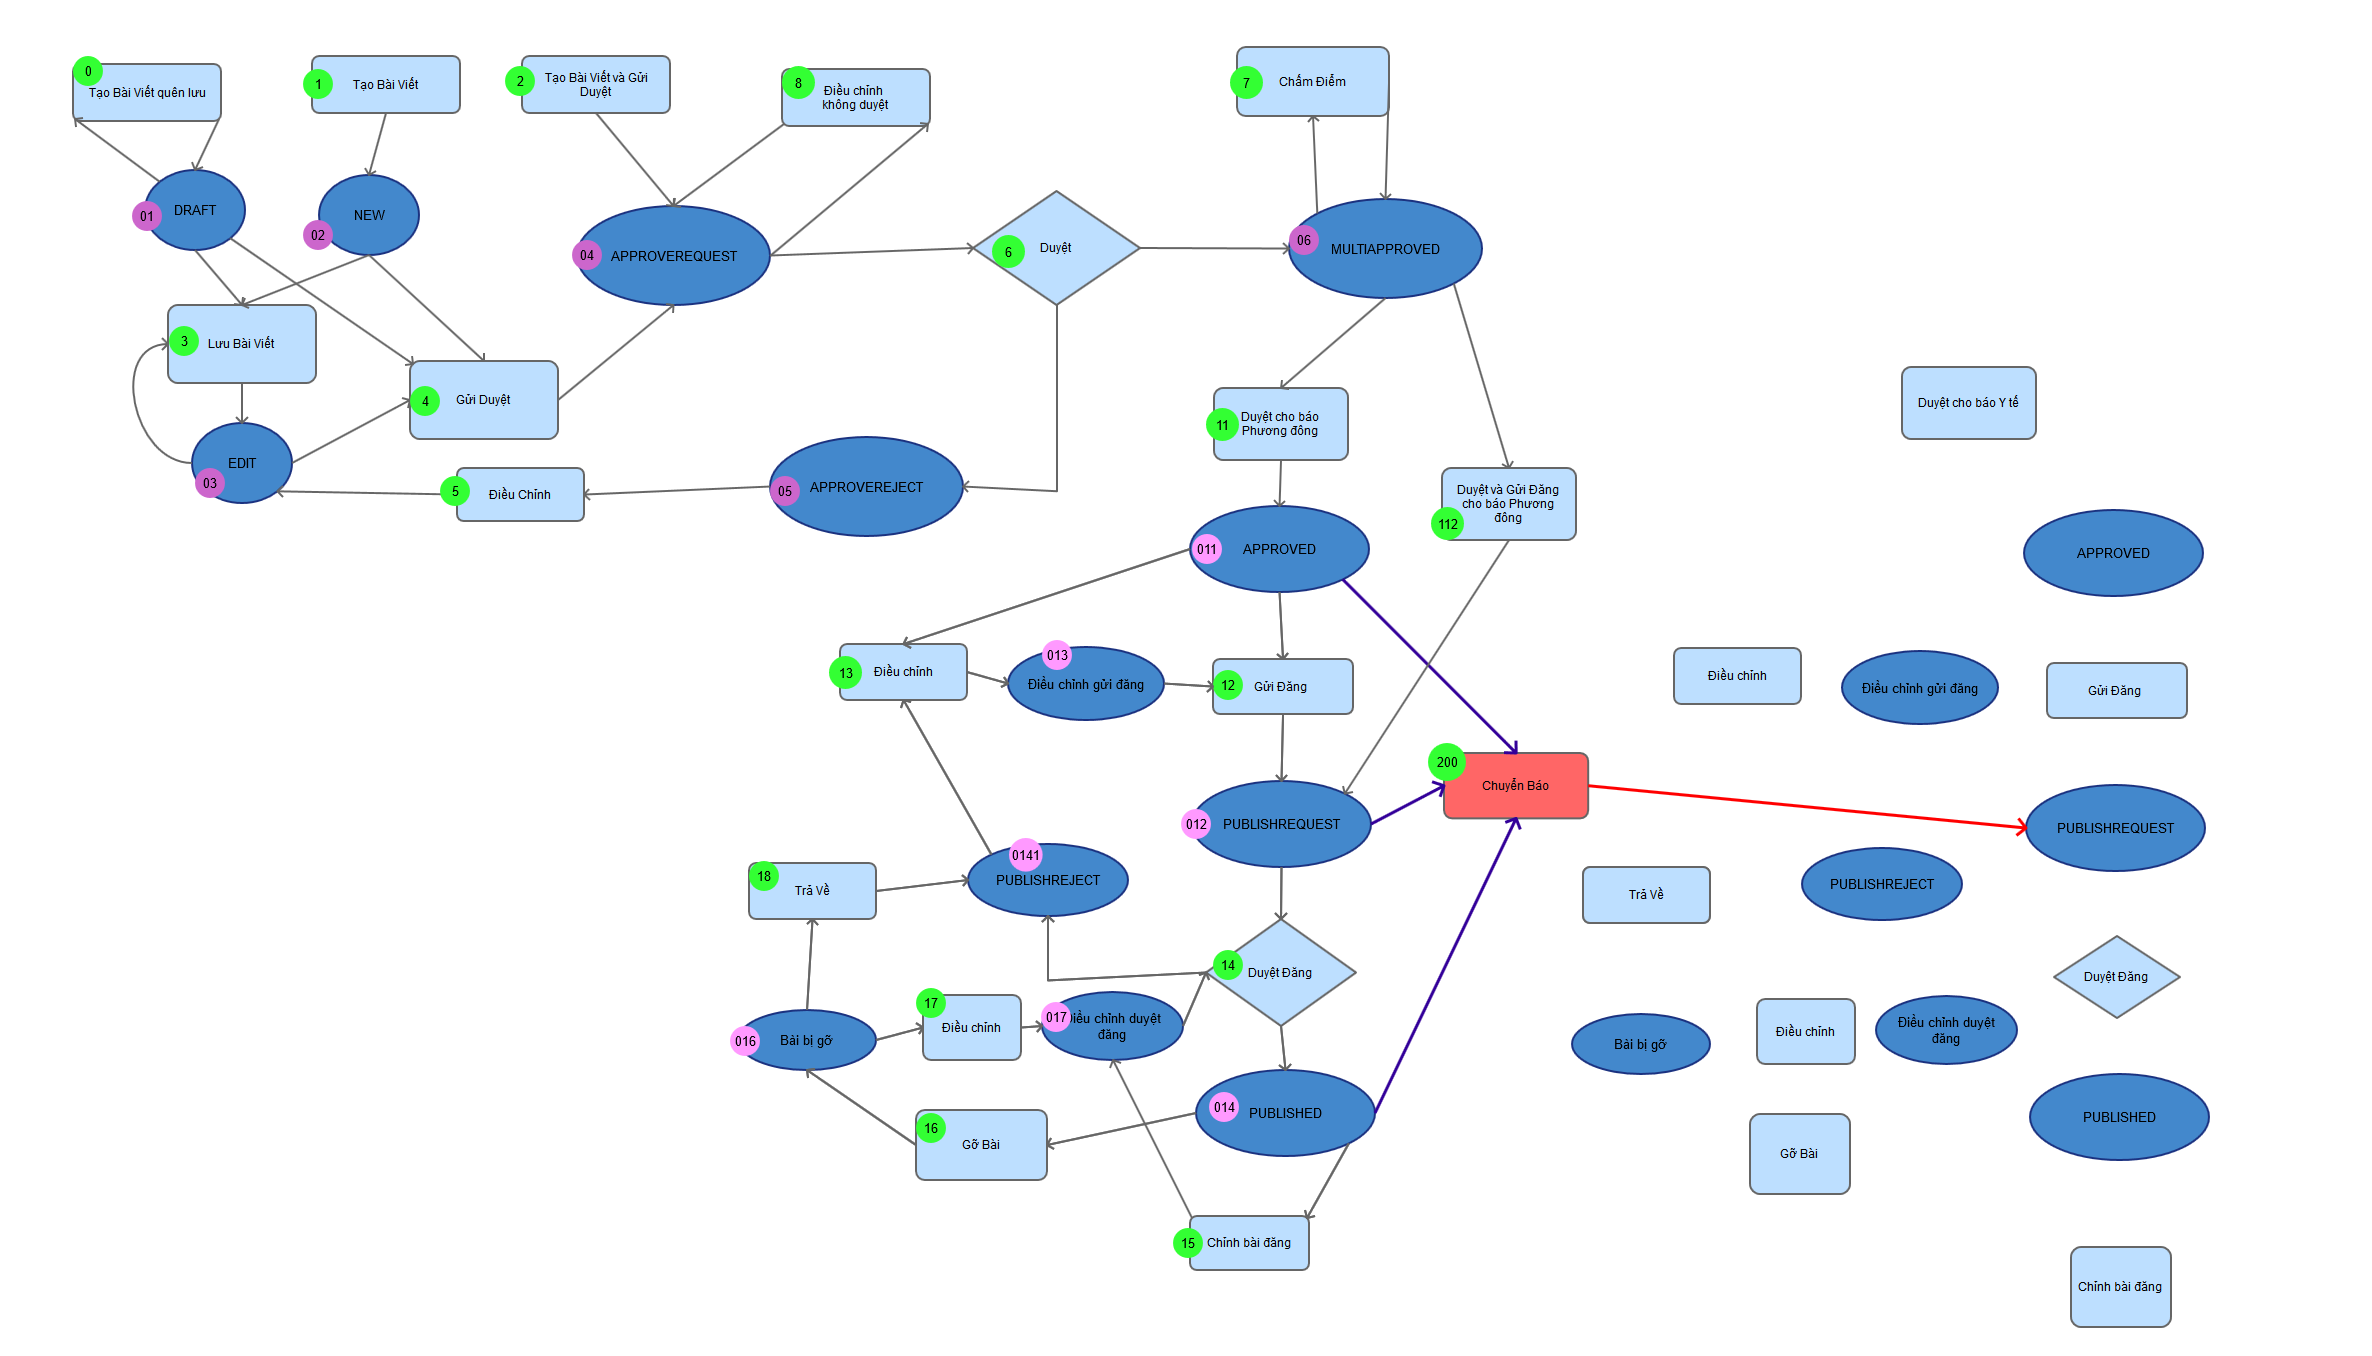 0
Tạo Bài Viết quên lưu
1
Tạo Bài Viết
2
Tạo Bài Viết và Gửi
Duyệt
8
Điều chỉnh
không duyệt
7
Chấm Điểm
01
DRAFT
02
NEW
04
APPROVEREQUEST
6
Duyệt
06
MULTIAPPROVED
3
Lưu Bài Viết
4
Gửi Duyệt
03
EDIT
5
Điều Chỉnh
05
APPROVEREJECT
11
Duyệt cho báo
Phương đông
112
Duyệt và Gửi Đăng
cho báo Phương
đông
Duyệt cho báo Y tế
011
APPROVED
APPROVED
13
Điều chỉnh
013
Điều chỉnh gửi đăng
12
Gửi Đăng
Điều chỉnh
Điều chỉnh gửi đăng
Gửi Đăng
200
Chuyển Báo
012
PUBLISHREQUEST
PUBLISHREQUEST
18
Trả Về
0141
PUBLISHREJECT
Trả Về
PUBLISHREJECT
14
Duyệt Đăng
Duyệt Đăng
016
Bài bị gỡ
17
Điều chỉnh
017
Điều chỉnh duyệt
đăng
Bài bị gỡ
Điều chỉnh
Điều chỉnh duyệt
đăng
014
PUBLISHED
PUBLISHED
16
Gỡ Bài
Gỡ Bài
15
Chỉnh bài đăng
Chỉnh bài đăng